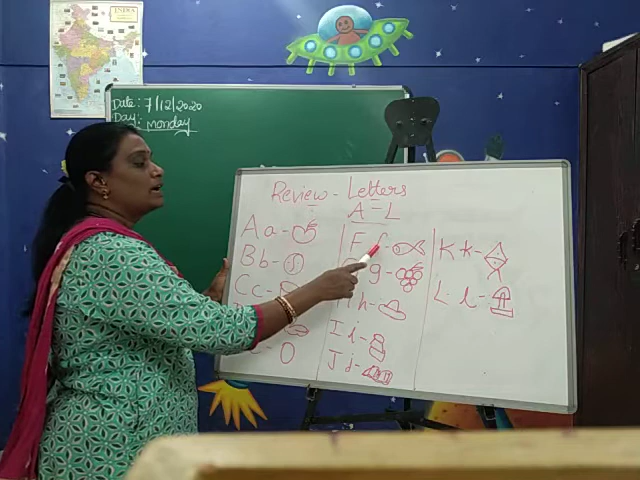 INDIA
Date: 7/12/2020
Day: monday
Review - Letters
A - L
A a -
B b -
C c -
F f -
g -
h -
I i -
J j -
K k -
L l -